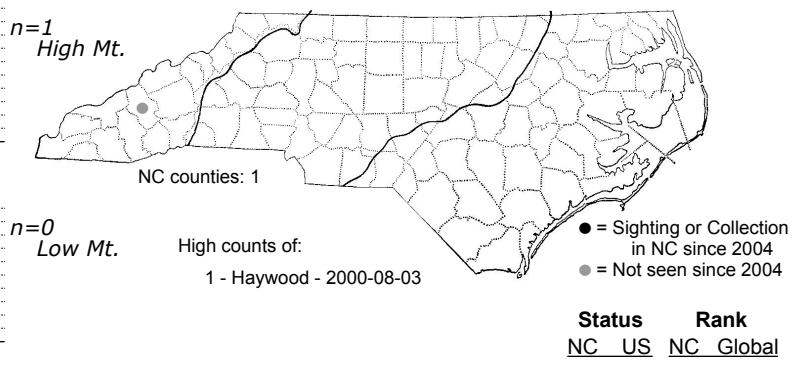 n=1
High Mt.
NC counties: 1
n=0
Low Mt.
High counts of:
1 - Haywood - 2000-08-03
● = Sighting or Collection
in NC since 2004
● = Not seen since 2004
Status Rank
NC US NC Global